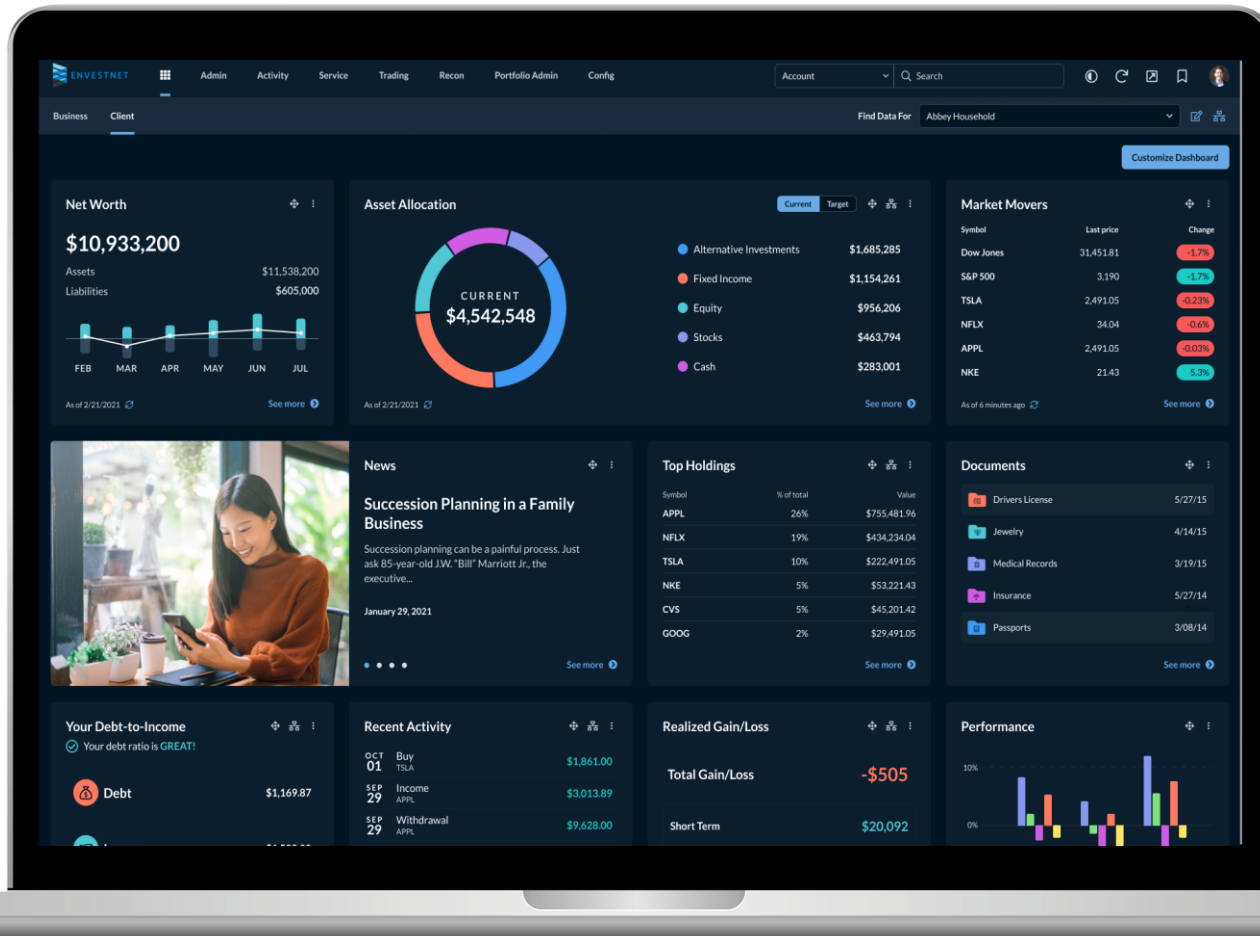 ENVESTNET
Admin
Activity
Service
Trading
Recon
Portfolio Admin
Config
Account
Search
Business
Client
Find Data For
Abbey Household
Customize Dashboard
Net Worth
$10,933,200
Assets $11,538,200
Liabilities $605,000
FEB MAR APR MAY JUN JUL
As of 2/21/2021
See more
Asset Allocation
Current Target
CURRENT
$4,542,548
Alternative Investments $1,685,285
Fixed Income $1,154,261
Equity $956,206
Stocks $463,794
Cash $283,001
As of 2/21/2021
See more
Market Movers
Symbol Last price Change
Dow Jones 31,451.81 -1.7%
S&P 500 3,190 -1.7%
TSLA 2,491.05 -0.23%
NFLX 34.04 -0.6%
APPL 2,491.05 -0.03%
NKE 21.43 5.3%
As of 6 minutes ago
See more
News
Succession Planning in a Family
Business
Succession planning can be a painful process. Just
ask 85-year-old J.W. “Bill” Marriott Jr., the
executive...
January 29, 2021
See more
Top Holdings
Symbol % of total Value
APPL 26% $755,481.96
NFLX 19% $434,234.04
TSLA 10% $222,491.05
NKE 5% $53,221.43
CVS 5% $45,201.42
GOOG 2% $29,491.05
See more
Documents
Drivers License 5/27/15
Jewelry 4/14/15
Medical Records 3/19/15
Insurance 5/27/14
Passports 3/08/14
See more
Your Debt-to-Income
Your debt ratio is GREAT!
Debt $1,169.87
Recent Activity
OCT 01 Buy TSLA $1,861.00
SEP 29 Income APPL $3,013.89
SEP 29 Withdrawal APPL $9,628.00
Realized Gain/Loss
Total Gain/Loss -$505
Short Term $20,092
Performance
10%
0%